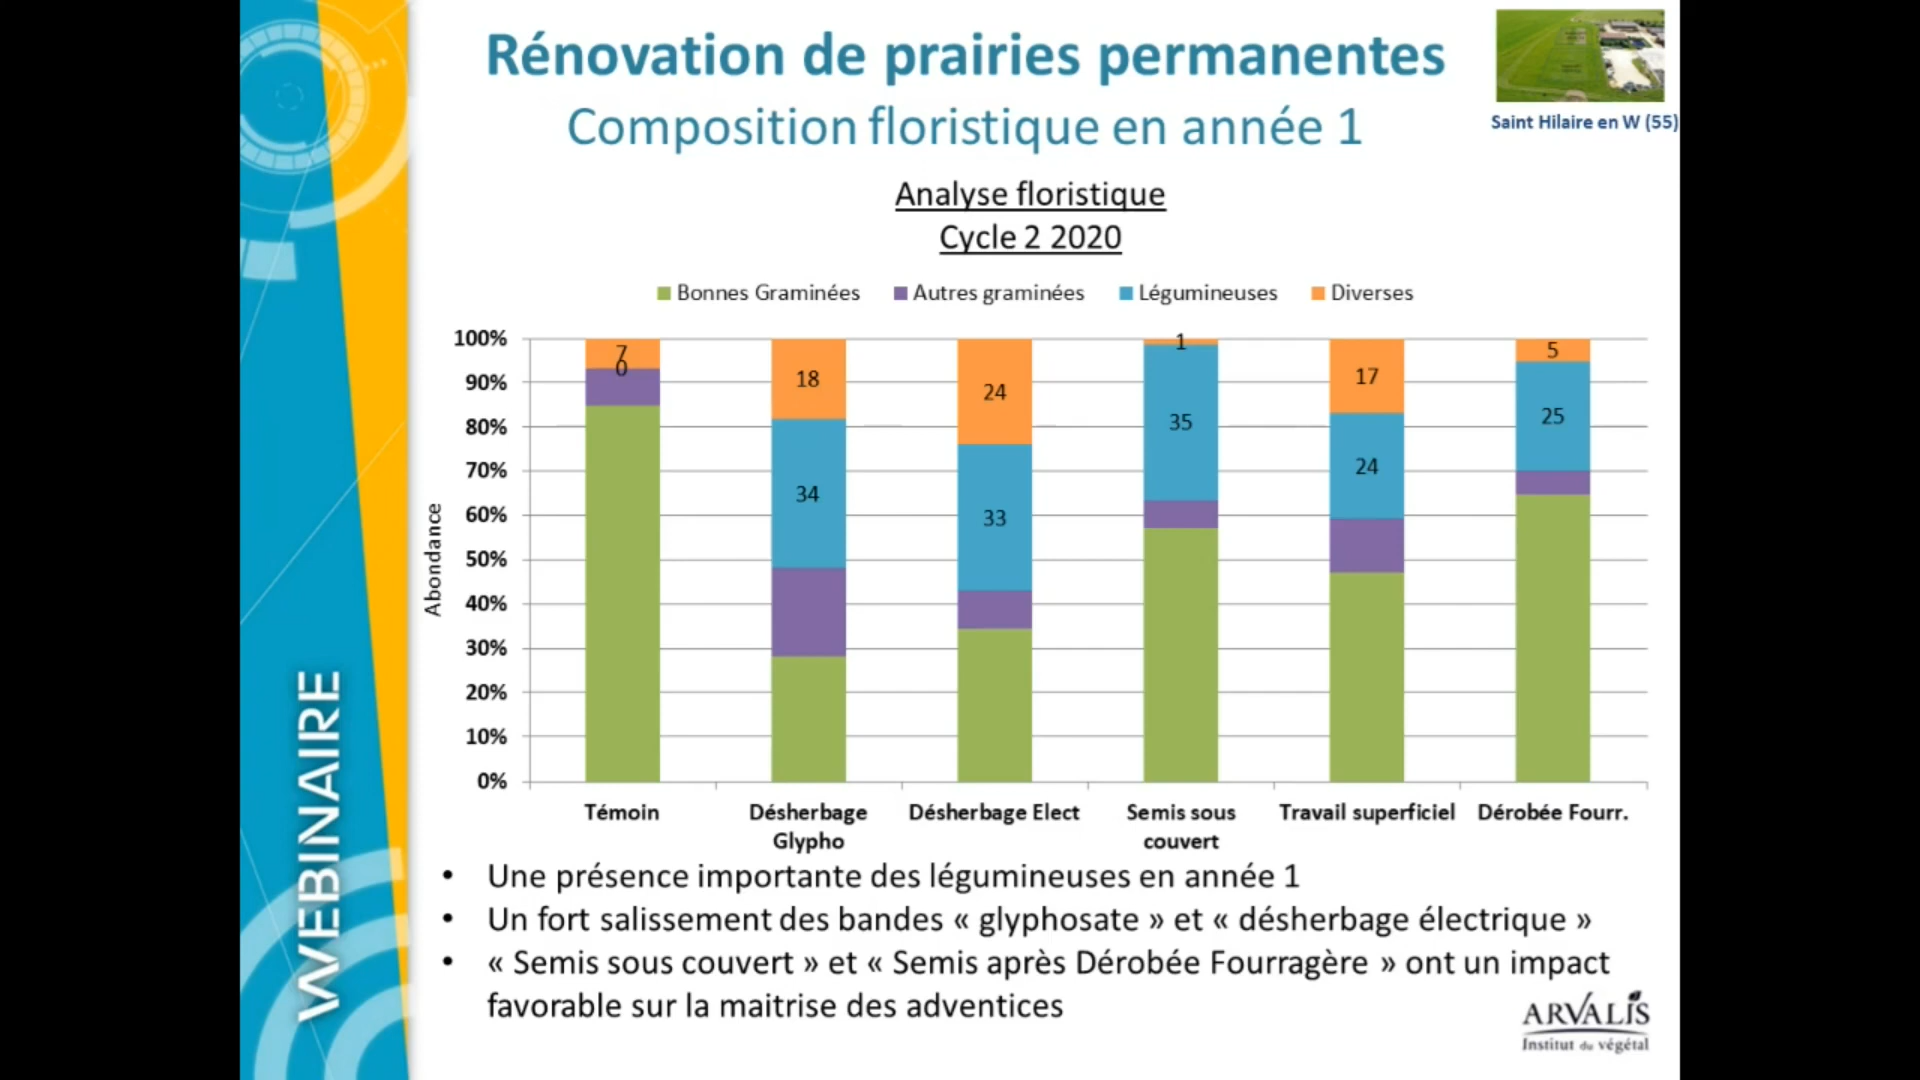 Rénovation de prairies permanentes
Composition floristique en année 1
Saint Hilaire en W (55)
Analyse floristique
Cycle 2 2020
Bonnes Graminées Autres graminées Légumineuses Diverses
100%
90%
80%
70%
60%
50%
40%
30%
20%
10%
0%
Abondance
7
0
18
34
24
33
1
35
17
24
5
25
Témoin
Désherbage
Glypho
Désherbage Elect
Semis sous
couvert
Travail superficiel
Dérobée Fourr.
• Une présence importante des légumineuses en année 1
• Un fort salissement des bandes « glyphosate » et « désherbage électrique »
• « Semis sous couvert » et « Semis après Dérobée Fourragère » ont un impact
favorable sur la maitrise des adventices
WEBINAIRE
ARVALIS
Institut du végétal